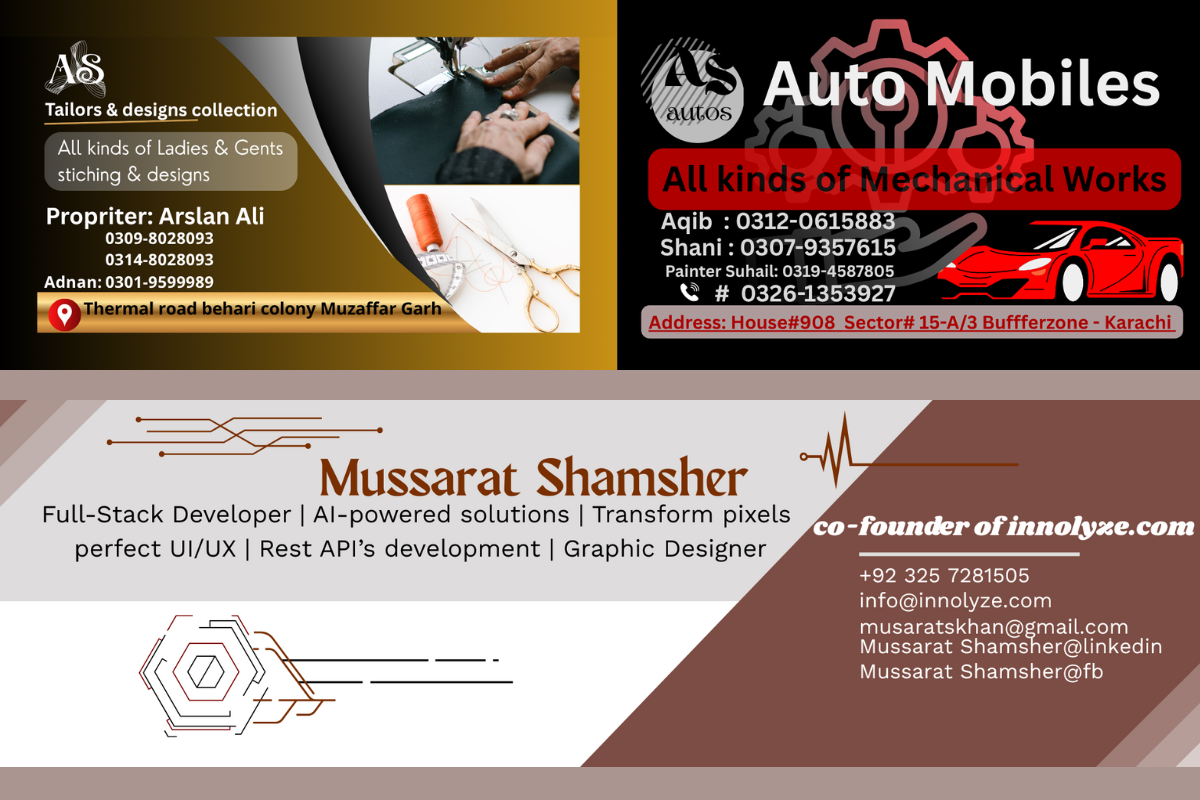 AS
Tailors & designs collection
All kinds of Ladies & Gents
stiching & designs
Propriter: Arslan Ali
0309-8028093
0314-8028093
Adnan: 0301-9599989
Thermal road behari colony Muzaffar Garh
AS
autos
Auto Mobiles
All kinds of Mechanical Works
Aqib : 0312-0615883
Shani : 0307-9357615
Painter Suhail: 0319-4587805
# 0326-1353927
Address: House#908 Sector# 15-A/3 Buffferzone - Karachi
Mussarat Shamsher
Full-Stack Developer | AI-powered solutions | Transform pixels
perfect UI/UX | Rest API’s development | Graphic Designer
co-founder of innolyze.com
+92 325 7281505
info@innolyze.com
musaratskhan@gmail.com
Mussarat Shamsher@linkedin
Mussarat Shamsher@fb